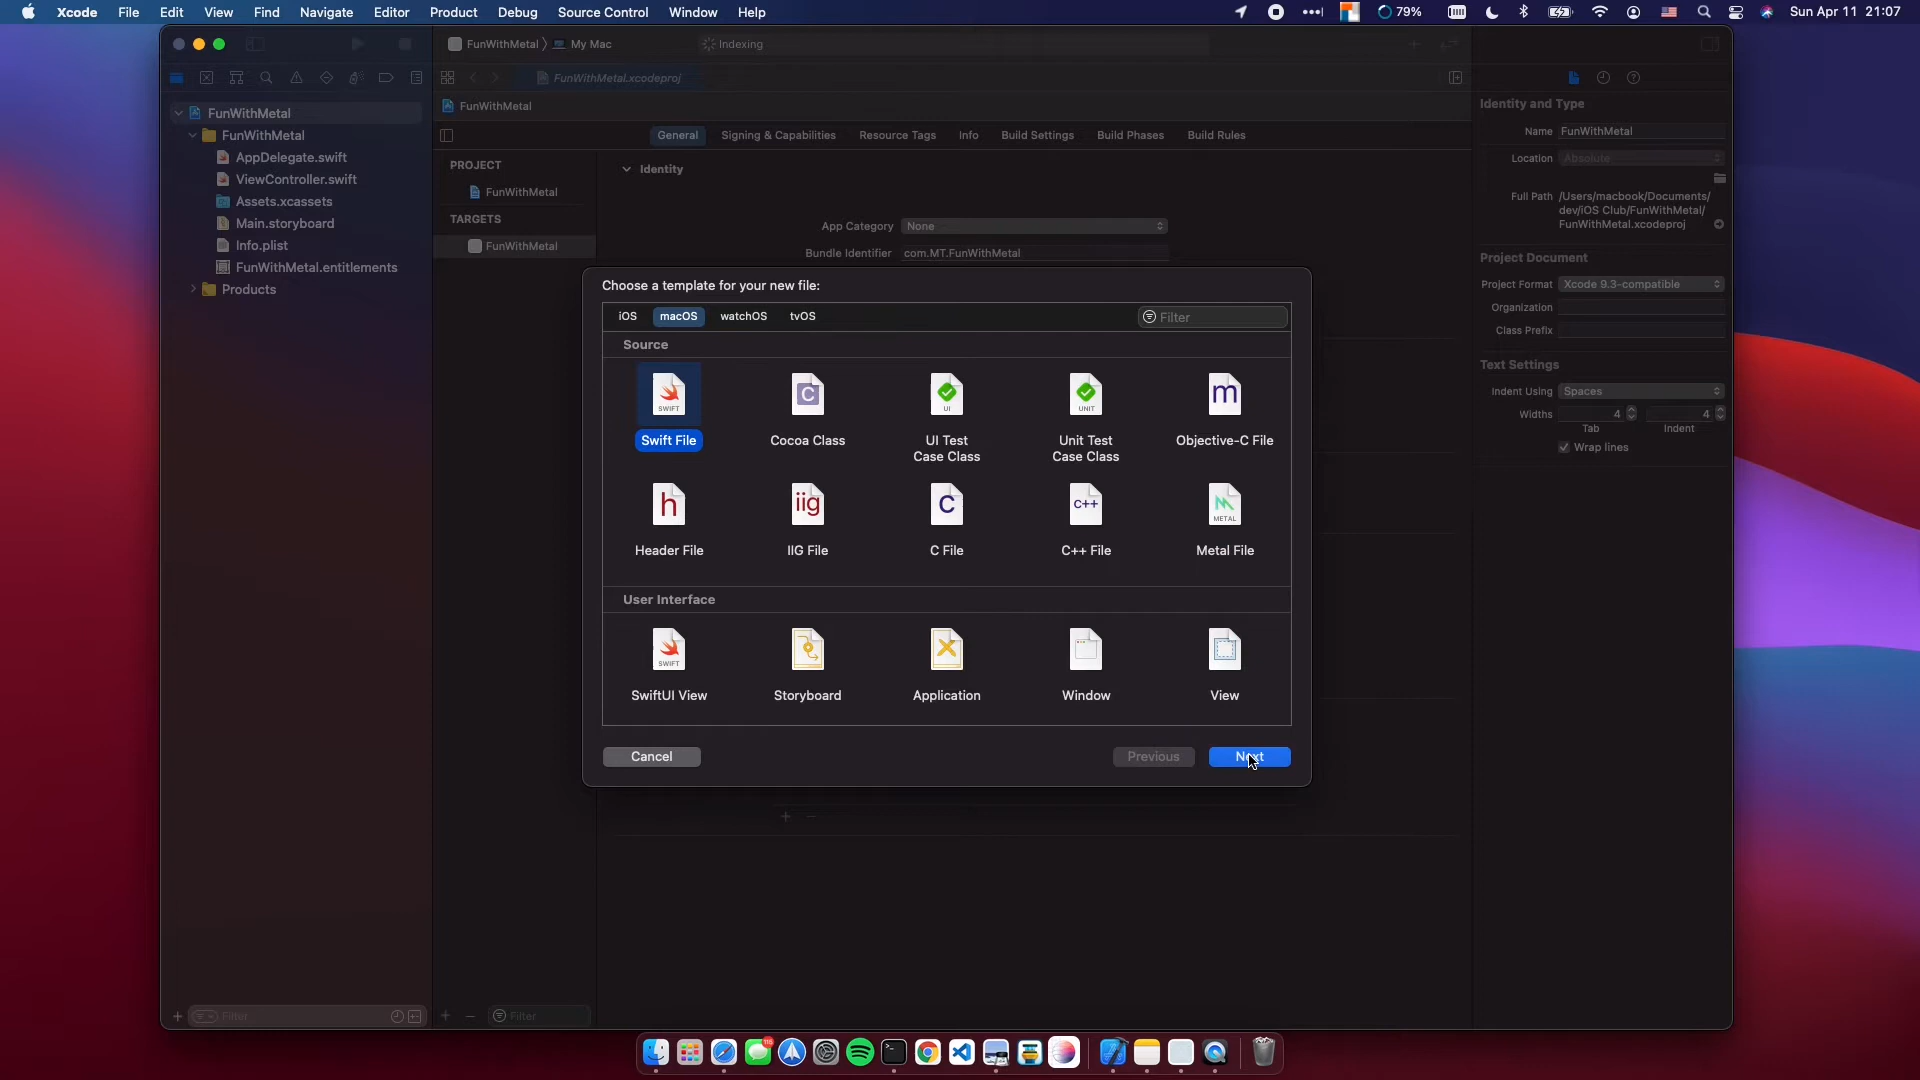 Xcode File Edit View Find Navigate Editor Product Debug Source Control Window Help 79% Sun Apr 11 21:07
FunWithMetal My Mac Indexing
FunWithMetal.xcodeproj
FunWithMetal
General Signing & Capabilities Resource Tags Info Build Settings Build Phases Build Rules
FunWithMetal
FunWithMetal
AppDelegate.swift
ViewController.swift
Assets.xcassets
Main.storyboard
Info.plist
FunWithMetal.entitlements
Products
Filter
PROJECT
FunWithMetal
TARGETS
FunWithMetal
Filter
Identity
App Category None
Bundle Identifier com.MT.FunWithMetal
Choose a template for your new file:
iOS macOS watchOS tvOS Filter
Source
SWIFT C UI UNIT m
Swift File Cocoa Class UI Test Case Class Unit Test Case Class Objective-C File
h iig C C++ METAL
Header File IIG File C File C++ File Metal File
User Interface
SWIFT
SwiftUI View Storyboard Application Window View
Cancel Previous Next
Identity and Type
Name FunWithMetal
Location Absolute
Full Path /Users/macbook/Documents/
dev/iOS Club/FunWithMetal/
FunWithMetal.xcodeproj
Project Document
Project Format Xcode 9.3-compatible
Organization
Class Prefix
Text Settings
Indent Using Spaces
Widths 4 4
Tab Indent
Wrap lines